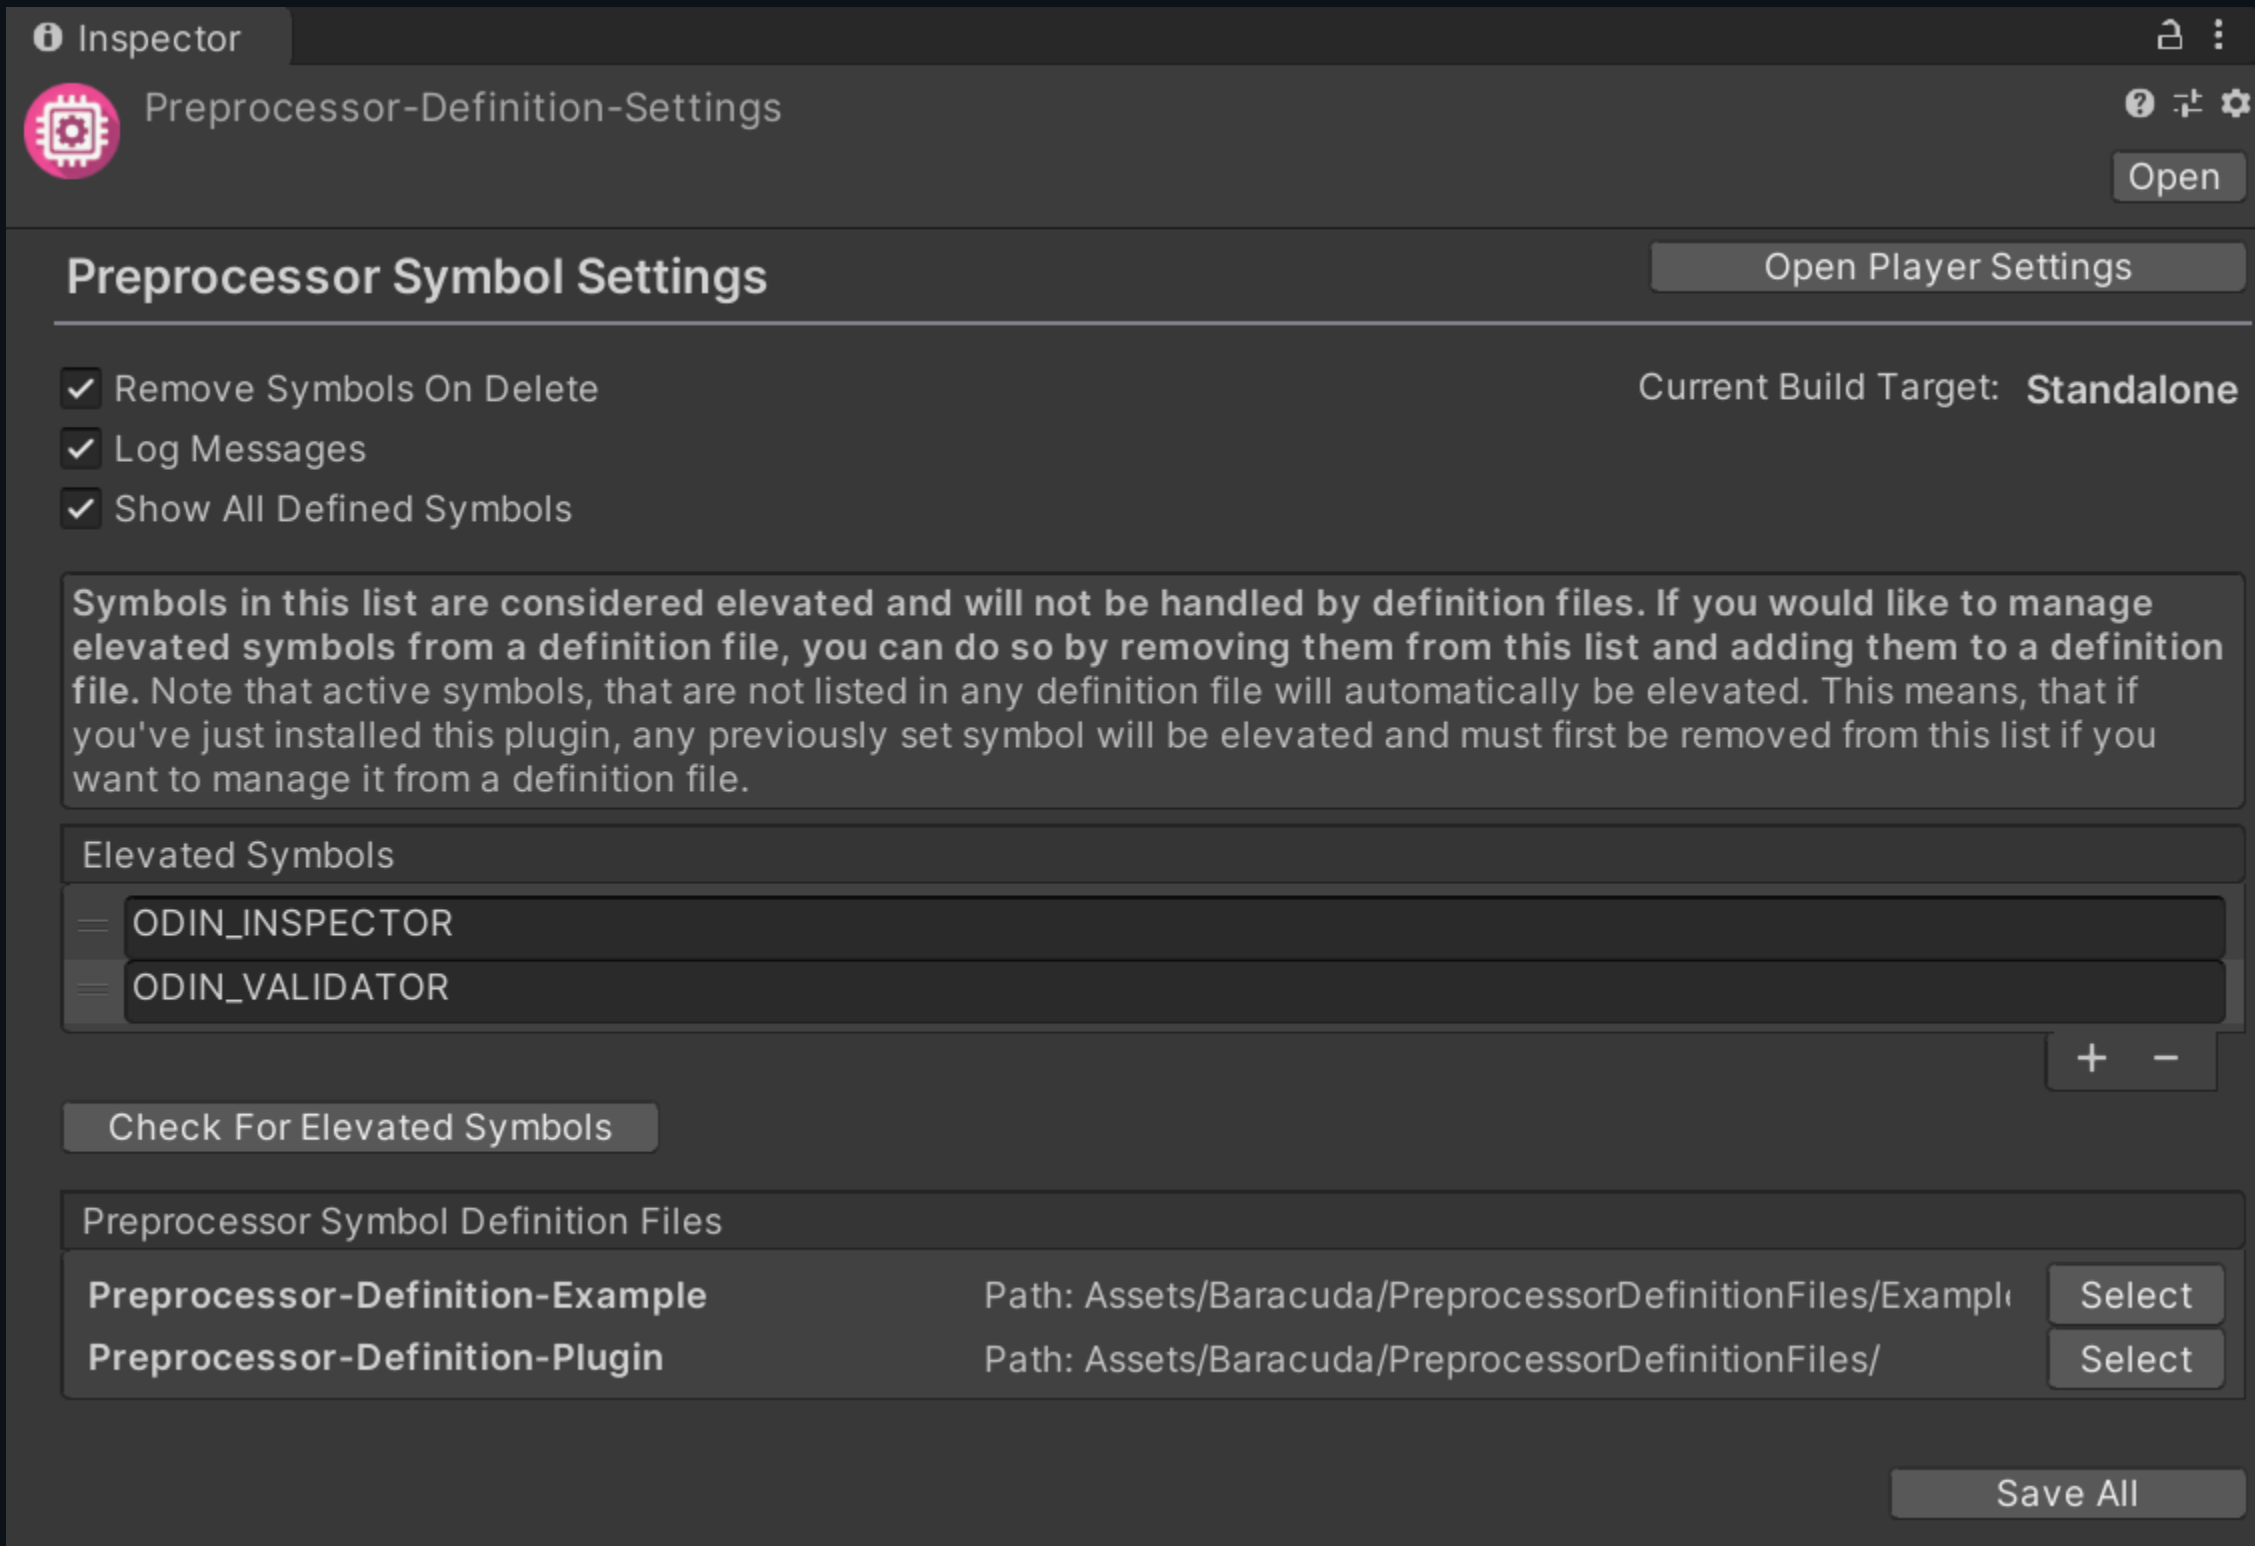 Inspector
Preprocessor-Definition-Settings
Open
Preprocessor Symbol Settings
Open Player Settings
Remove Symbols On Delete
Current Build Target: Standalone
Log Messages
Show All Defined Symbols
Symbols in this list are considered elevated and will not be handled by definition files. If you would like to manage
elevated symbols from a definition file, you can do so by removing them from this list and adding them to a definition
file. Note that active symbols, that are not listed in any definition file will automatically be elevated. This means, that if
you've just installed this plugin, any previously set symbol will be elevated and must first be removed from this list if you
want to manage it from a definition file.
Elevated Symbols
ODIN_INSPECTOR
ODIN_VALIDATOR
+ −
Check For Elevated Symbols
Preprocessor Symbol Definition Files
Preprocessor-Definition-Example Path: Assets/Baracuda/PreprocessorDefinitionFiles/Example Select
Preprocessor-Definition-Plugin Path: Assets/Baracuda/PreprocessorDefinitionFiles/ Select
Save All